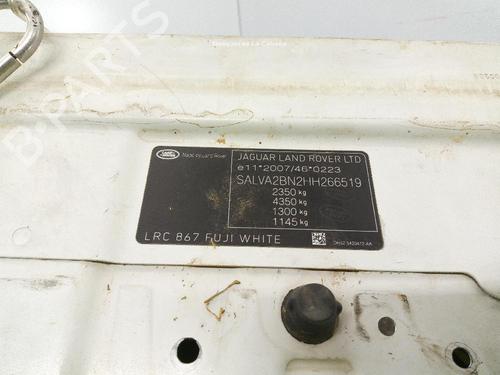 JAGUAR LAND ROVER LTD
e11*2007/46*0223
SALVA2BN2HH266519
2350 kg
4350 kg
1300 kg
1145 kg
LRC 867 FUJI WHITE
B-PARTS